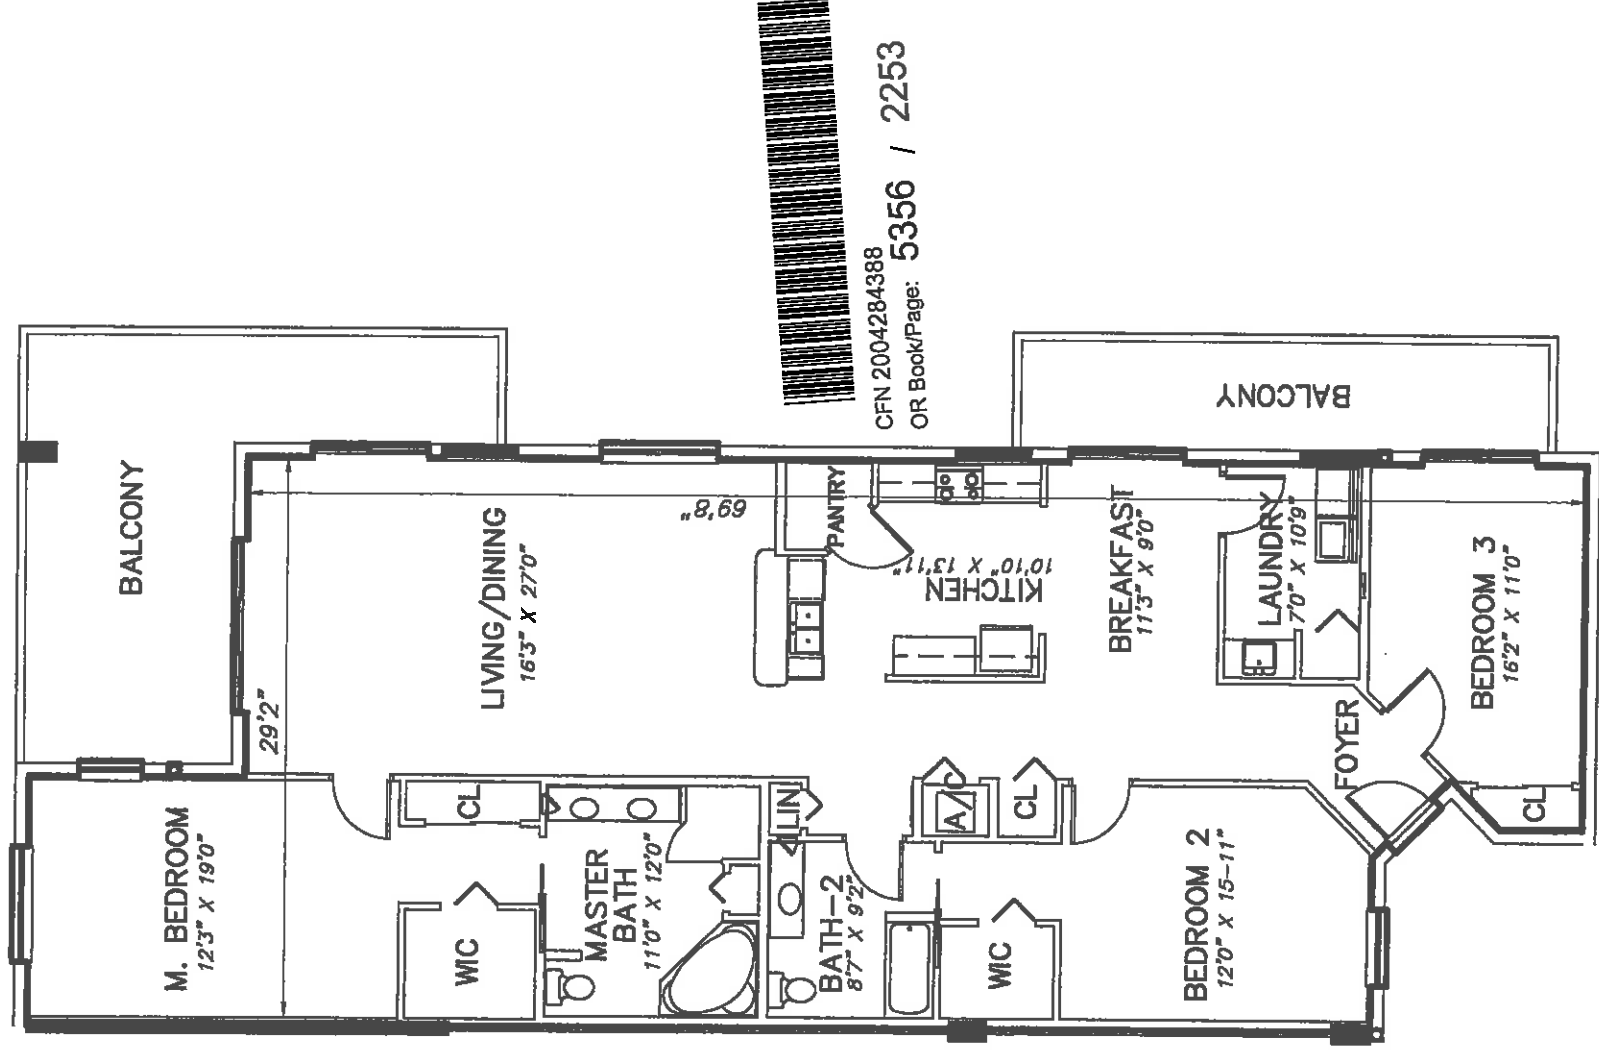 CFN 2004284388
OR Book/Page: 5356 / 2253
BALCONY
M. BEDROOM
12'3" X 19'0"
29'2"
LIVING/DINING
16'3" X 27'0"
69'8"
CL
WIC
MASTER
BATH
11'0" X 12'0"
LIN
BATH-2
8'7" X 9'2"
PANTRY
KITCHEN
10'10" X 13'11"
A/C
CL
WIC
BREAKFAST
11'3" X 9'0"
BALCONY
LAUNDRY
7'0" X 10'9"
BEDROOM 2
12'0" X 15-11"
FOYER
BEDROOM 3
16'2" X 11'0"
CL